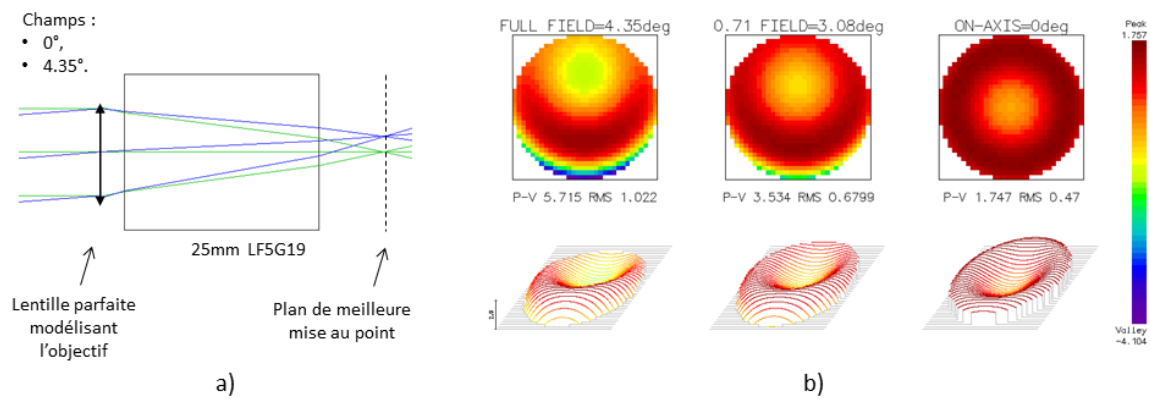 Champs :
• 0°,
• 4.35°.
25mm LF5G19
Lentille parfaite
modélisant
l'objectif
Plan de meilleure
mise au point
a)
FULL FIELD=4.35deg
0.71 FIELD=3.08deg
ON-AXIS=0deg
P-V 5.715 RMS 1.022
P-V 3.534 RMS 0.6799
P-V 1.747 RMS 0.47
Peak
1.757
Valley
-4.104
b)